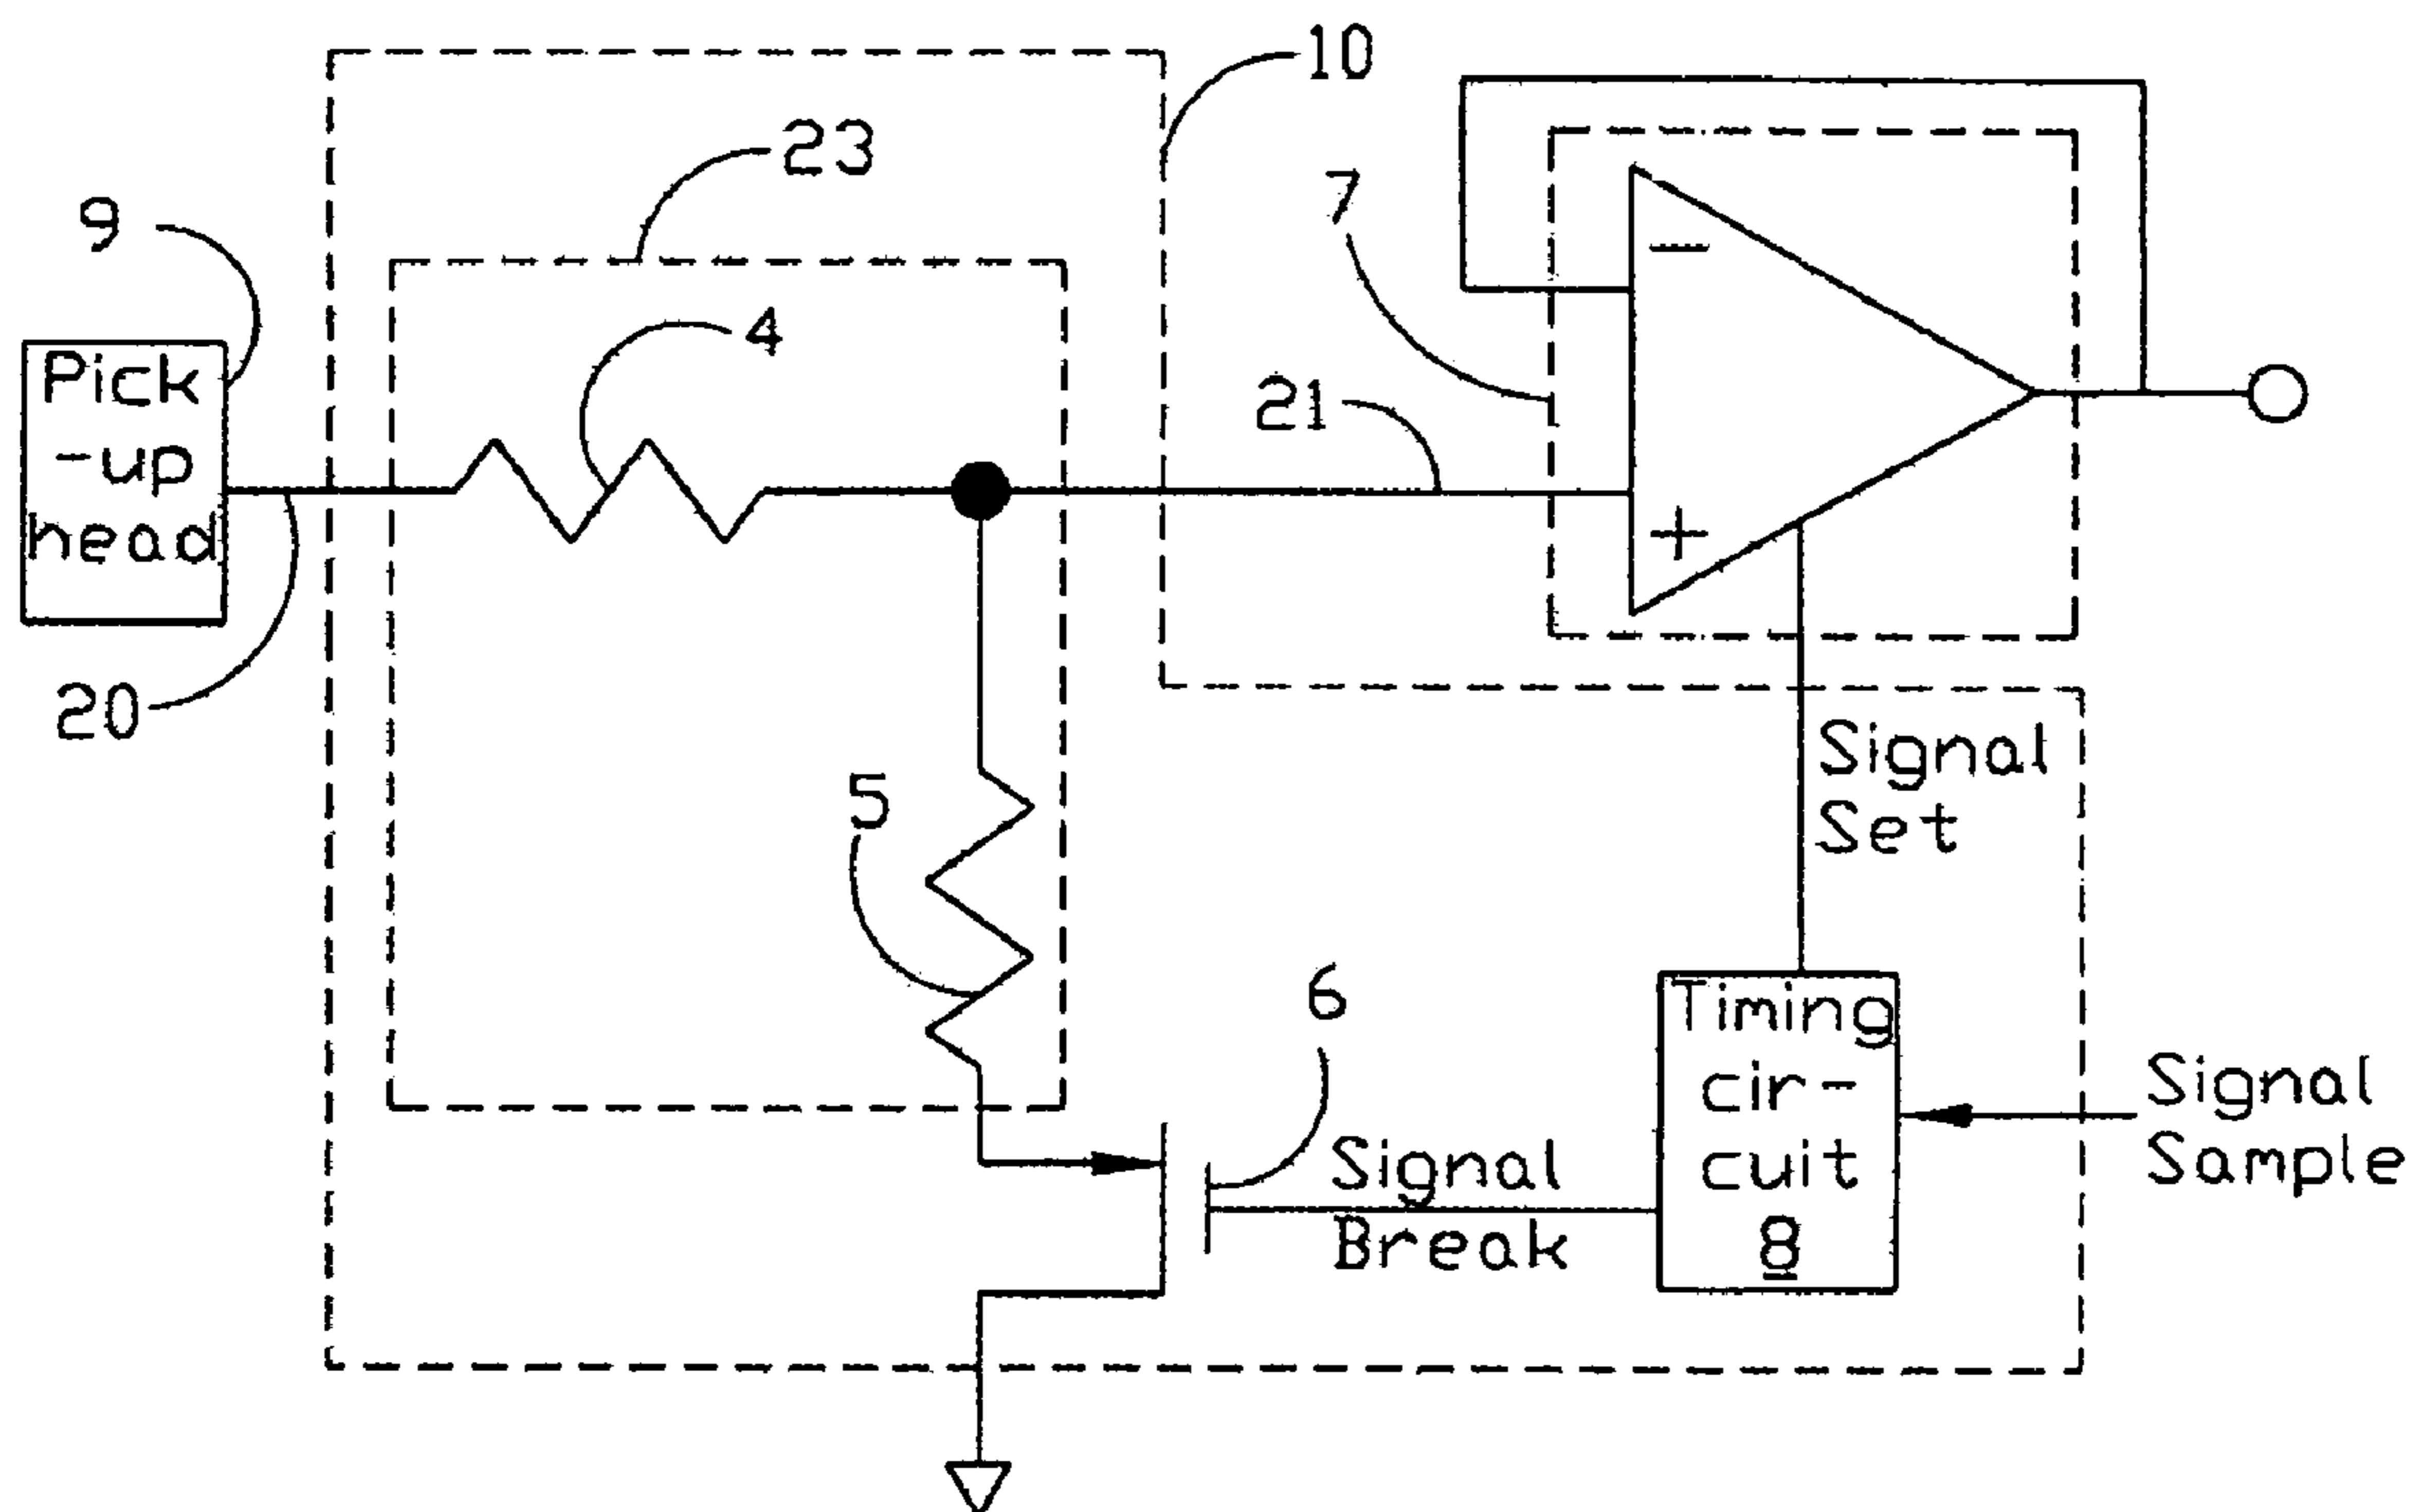 10
23
7
9
4
21
Pick
-up
head
20
5
6
−
+
Signal
Set
Timing
cir-
cuit
8
Signal
Break
Signal
Sample